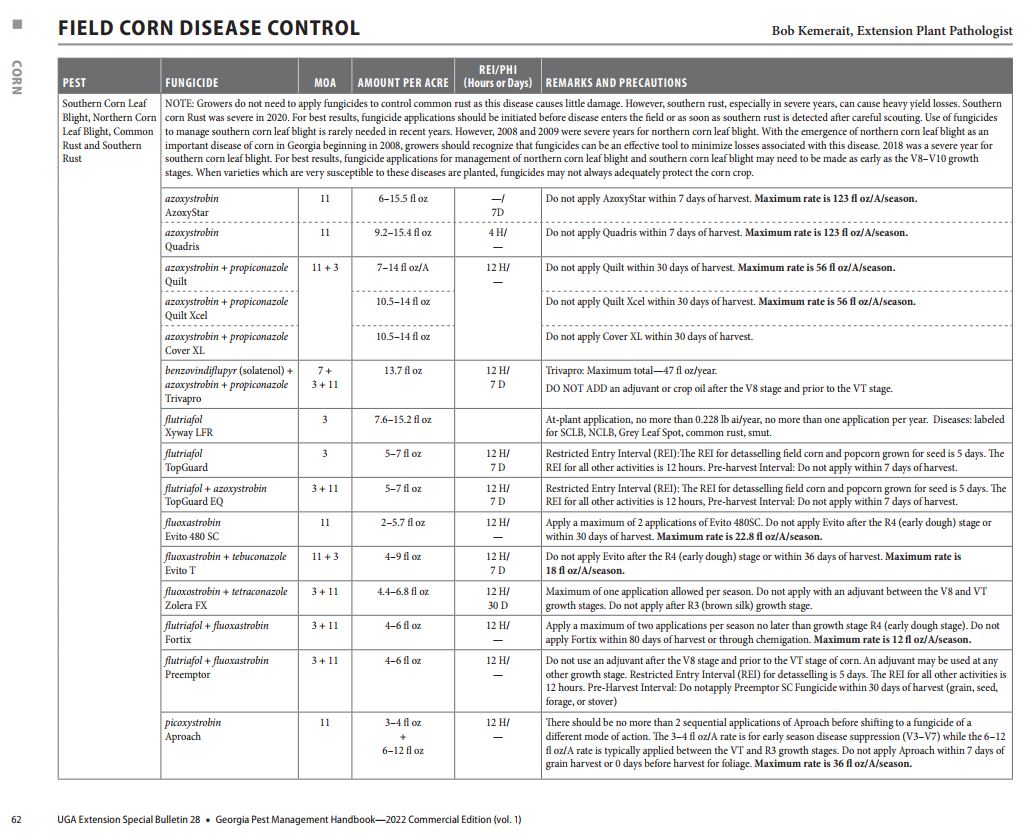 CORN
FIELD CORN DISEASE CONTROL
Bob Kemerait, Extension Plant Pathologist
PEST FUNGICIDE MOA AMOUNT PER ACRE REI/PHI (Hours or Days) REMARKS AND PRECAUTIONS
Southern Corn Leaf
Blight, Northern Corn
Leaf Blight, Common
Rust and Southern
Rust
NOTE: Growers do not need to apply fungicides to control common rust as this disease causes little damage. However, southern rust, especially in severe years, can cause heavy yield losses. Southern
corn Rust was severe in 2020. For best results, fungicide applications should be initiated before disease enters the field or as soon as southern rust is detected after careful scouting. Use of fungicides
to manage southern corn leaf blight is rarely needed in recent years. However, 2008 and 2009 were severe years for northern corn leaf blight. With the emergence of northern corn leaf blight as an
important disease of corn in Georgia beginning in 2008, growers should recognize that fungicides can be an effective tool to minimize losses associated with this disease. 2018 was a severe year for
southern corn leaf blight. For best results, fungicide applications for management of northern corn leaf blight and southern corn leaf blight may need to be made as early as the V8–V10 growth
stages. When varieties which are very susceptible to these diseases are planted, fungicides may not always adequately protect the corn crop.
azoxystrobin 11 6–15.5 fl oz —/ Do not apply AzoxyStar within 7 days of harvest. Maximum rate is 123 fl oz/A/season.
AzoxyStar 7D
azoxystrobin 11 9.2–15.4 fl oz 4 H/ Do not apply Quadris within 7 days of harvest. Maximum rate is 123 fl oz/A/season.
Quadris —
azoxystrobin + propiconazole 11 + 3 7–14 fl oz/A 12 H/ Do not apply Quilt within 30 days of harvest. Maximum rate is 56 fl oz/A/season.
Quilt —
azoxystrobin + propiconazole 10.5–14 fl oz Do not apply Quilt Xcel within 30 days of harvest. Maximum rate is 56 fl oz/A/season.
Quilt Xcel
azoxystrobin + propiconazole 10.5–14 fl oz Do not apply Cover XL within 30 days of harvest.
Cover XL
benzovindiflupyr (solatenol) + 7 + 13.7 fl oz 12 H/ Trivapro: Maximum total—47 fl oz/year.
azoxystrobin + propiconazole 3 + 11 7 D DO NOT ADD an adjuvant or crop oil after the V8 stage and prior to the VT stage.
Trivapro
flutriafol 3 7.6–15.2 fl oz At-plant application, no more than 0.228 lb ai/year, no more than one application per year. Diseases: labeled
Xyway LFR for SCLB, NCLB, Grey Leaf Spot, common rust, smut.
flutriafol 3 5–7 fl oz 12 H/ Restricted Entry Interval (REI):The REI for detasselling field corn and popcorn grown for seed is 5 days. The
TopGuard 7 D REI for all other activities is 12 hours. Pre-harvest Interval: Do not apply within 7 days of harvest.
flutriafol + azoxystrobin 3 + 11 5–7 fl oz 12 H/ Restricted Entry Interval (REI): The REI for detasselling field corn and popcorn grown for seed is 5 days. The
TopGuard EQ 7 D REI for all other activities is 12 hours, Pre-harvest Interval: Do not apply within 7 days of harvest.
fluoxastrobin 11 2–5.7 fl oz 12 H/ Apply a maximum of 2 applications of Evito 480SC. Do not apply Evito after the R4 (early dough) stage or
Evito 480 SC — within 30 days of harvest. Maximum rate is 22.8 fl oz/A/season.
fluoxastrobin + tebuconazole 11 + 3 4–9 fl oz 12 H/ Do not apply Evito after the R4 (early dough) stage or within 36 days of harvest. Maximum rate is
Evito T 7 D 18 fl oz/A/season.
fluoxostrobin + tetraconazole 3 + 11 4.4–6.8 fl oz 12 H/ Maximum of one application allowed per season. Do not apply with an adjuvant between the V8 and VT
Zolera FX 30 D growth stages. Do not apply after R3 (brown silk) growth stage.
flutriafol + fluoxastrobin 3 + 11 4–6 fl oz 12 H/ Apply a maximum of two applications per season no later than growth stage R4 (early dough stage). Do not
Fortix — apply Fortix within 80 days of harvest or through chemigation. Maximum rate is 12 fl oz/A/season.
flutriafol + fluoxastrobin 3 + 11 4–6 fl oz 12 H/ Do not use an adjuvant after the V8 stage and prior to the VT stage of corn. An adjuvant may be used at any
Preemptor — other growth stage. Restricted Entry Interval (REI) for detasselling is 5 days. The REI for all other activities is
12 hours. Pre-Harvest Interval: Do notapply Preemptor SC Fungicide within 30 days of harvest (grain, seed,
forage, or stover)
picoxystrobin 11 3–4 fl oz 12 H/ There should be no more than 2 sequential applications of Aproach before shifting to a fungicide of a
Aproach + — different mode of action. The 3–4 fl oz/A rate is for early season disease suppression (V3–V7) while the 6–12
6–12 fl oz fl oz/A rate is typically applied between the VT and R3 growth stages. Do not apply Aproach within 7 days of
grain harvest or 0 days before harvest for foliage. Maximum rate is 36 fl oz/A/season.
62 UGA Extension Special Bulletin 28 ▪ Georgia Pest Management Handbook—2022 Commercial Edition (vol. 1)